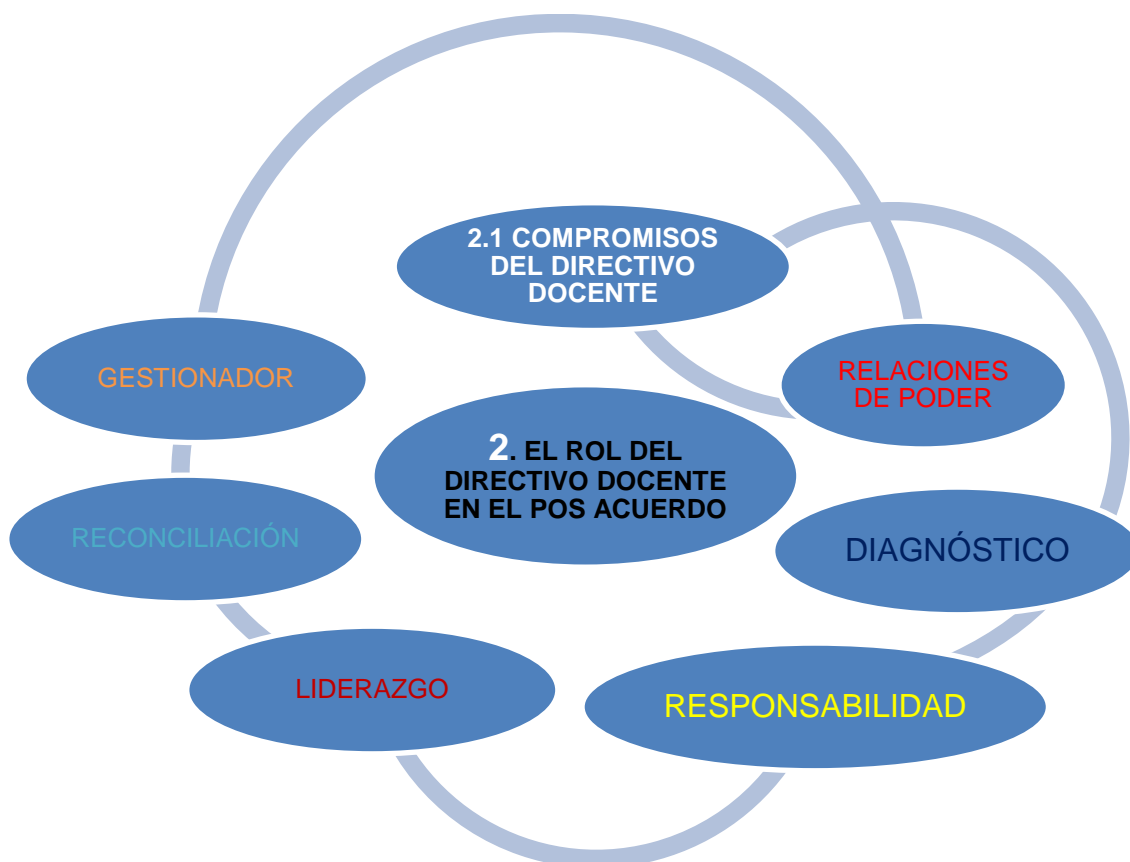 2.1 COMPROMISOS
DEL DIRECTIVO
DOCENTE
GESTIONADOR
RELACIONES
DE PODER
2. EL ROL DEL
DIRECTIVO DOCENTE
EN EL POS ACUERDO
RECONCILIACIÓN
DIAGNÓSTICO
LIDERAZGO
RESPONSABILIDAD